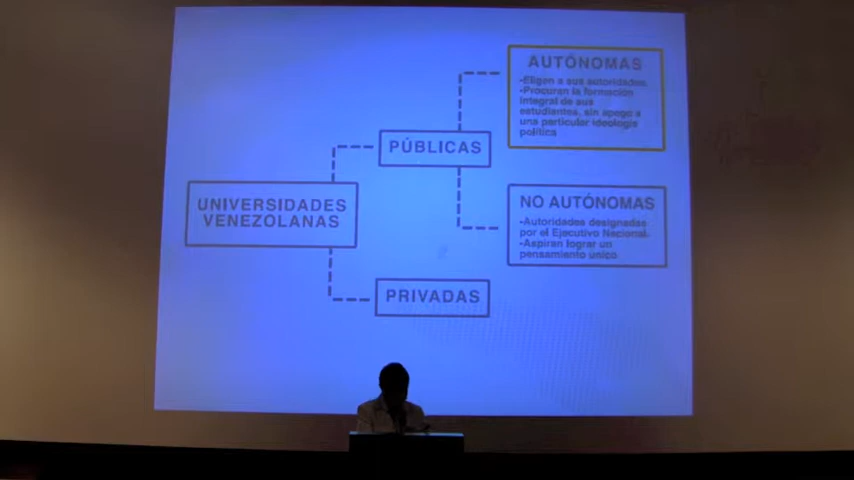 AUTÓNOMAS
-Eligen a sus autoridades.
-Procuran la formación
integral de sus
estudiantes, sin apego a
una particular ideología
política
PÚBLICAS
UNIVERSIDADES
VENEZOLANAS
NO AUTÓNOMAS
-Autoridades designadas
por el Ejecutivo Nacional.
-Aspiran lograr un
pensamiento unico
PRIVADAS